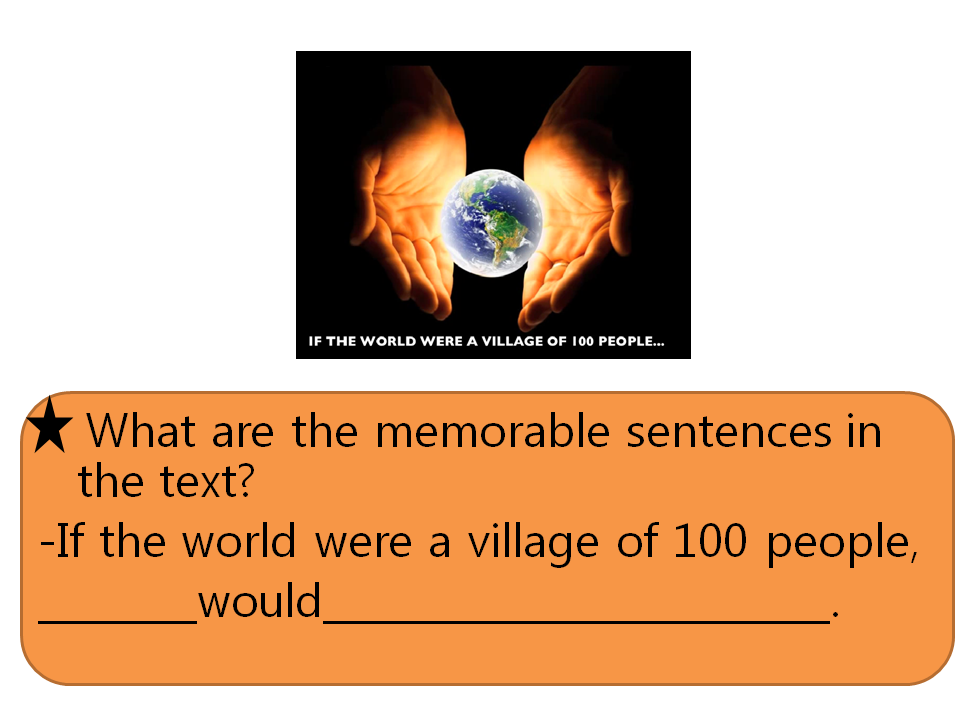 IF THE WORLD WERE A VILLAGE OF 100 PEOPLE...
★ What are the memorable sentences in
the text?
-If the world were a village of 100 people,
_______would______________________.